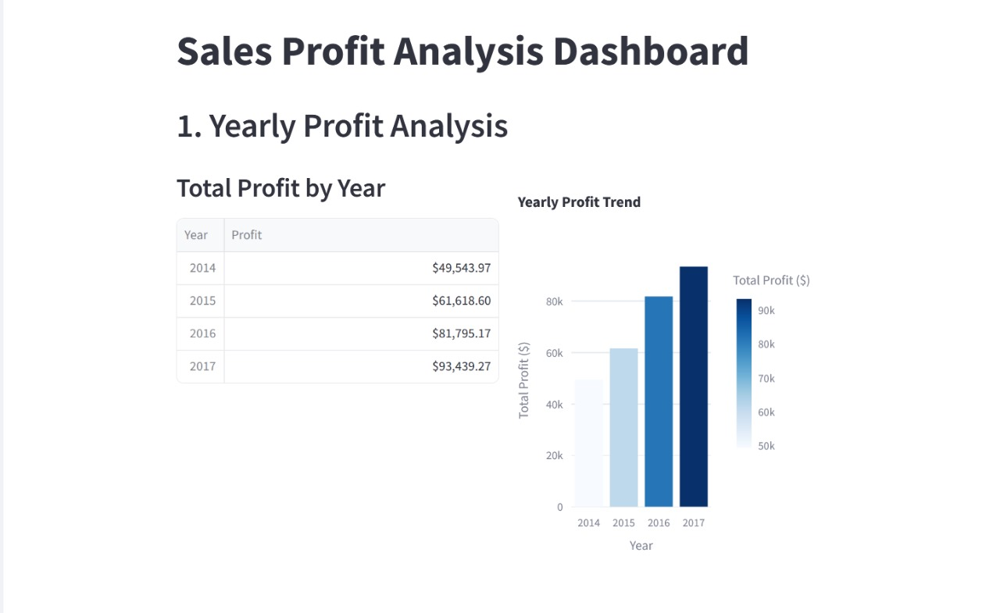 Sales Profit Analysis Dashboard
1. Yearly Profit Analysis
Total Profit by Year
Year Profit
2014 $49,543.97
2015 $61,618.60
2016 $81,795.17
2017 $93,439.27
Yearly Profit Trend
Total Profit ($)
80k
60k
40k
20k
0
2014 2015 2016 2017
Year
Total Profit ($)
90k
80k
70k
60k
50k